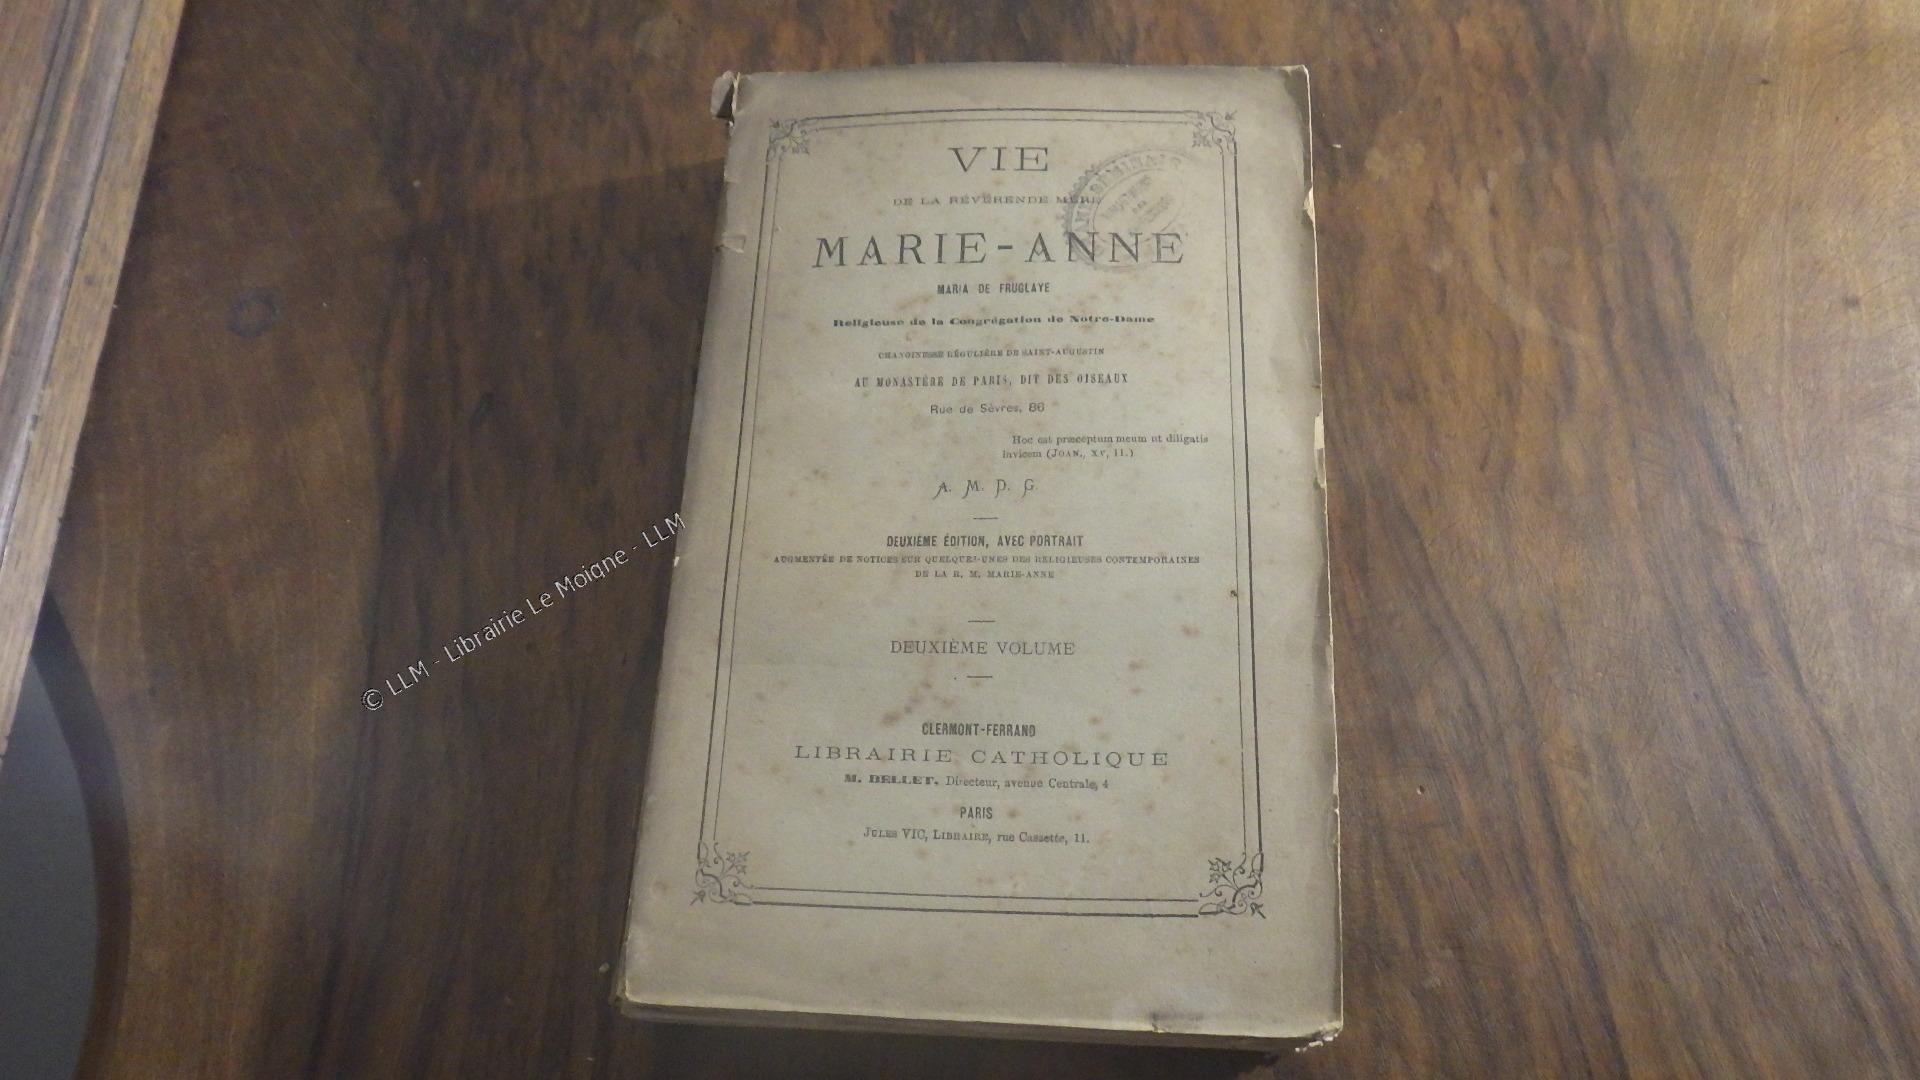 VIE
DE LA RÉVÉRENDE MÈRE
MARIE-ANNE
MARIA DE FRUGLAYE
Religieuse de la Congrégation de Notre-Dame
CHANOINESSE RÉGULIÈRE DE SAINT-AUGUSTIN
AU MONASTÈRE DE PARIS, DIT DES OISEAUX
Rue de Sèvres, 86
Hoc est præceptum meum ut diligatis
invicem (JOAN., XV, 11.)
A. M. D. G.
DEUXIÈME ÉDITION, AVEC PORTRAIT
AUGMENTÉE DE NOTICES SUR QUELQUES-UNES DES RELIGIEUSES CONTEMPORAINES
DE LA R. M. MARIE-ANNE
DEUXIÈME VOLUME
CLERMONT-FERRAND
LIBRAIRIE CATHOLIQUE
M. BELLET, Directeur, avenue Centrale, 4
PARIS
JULES VIC, LIBRAIRE, rue Cassette, 11.
© LLM - Librairie Le Moigne - LLM